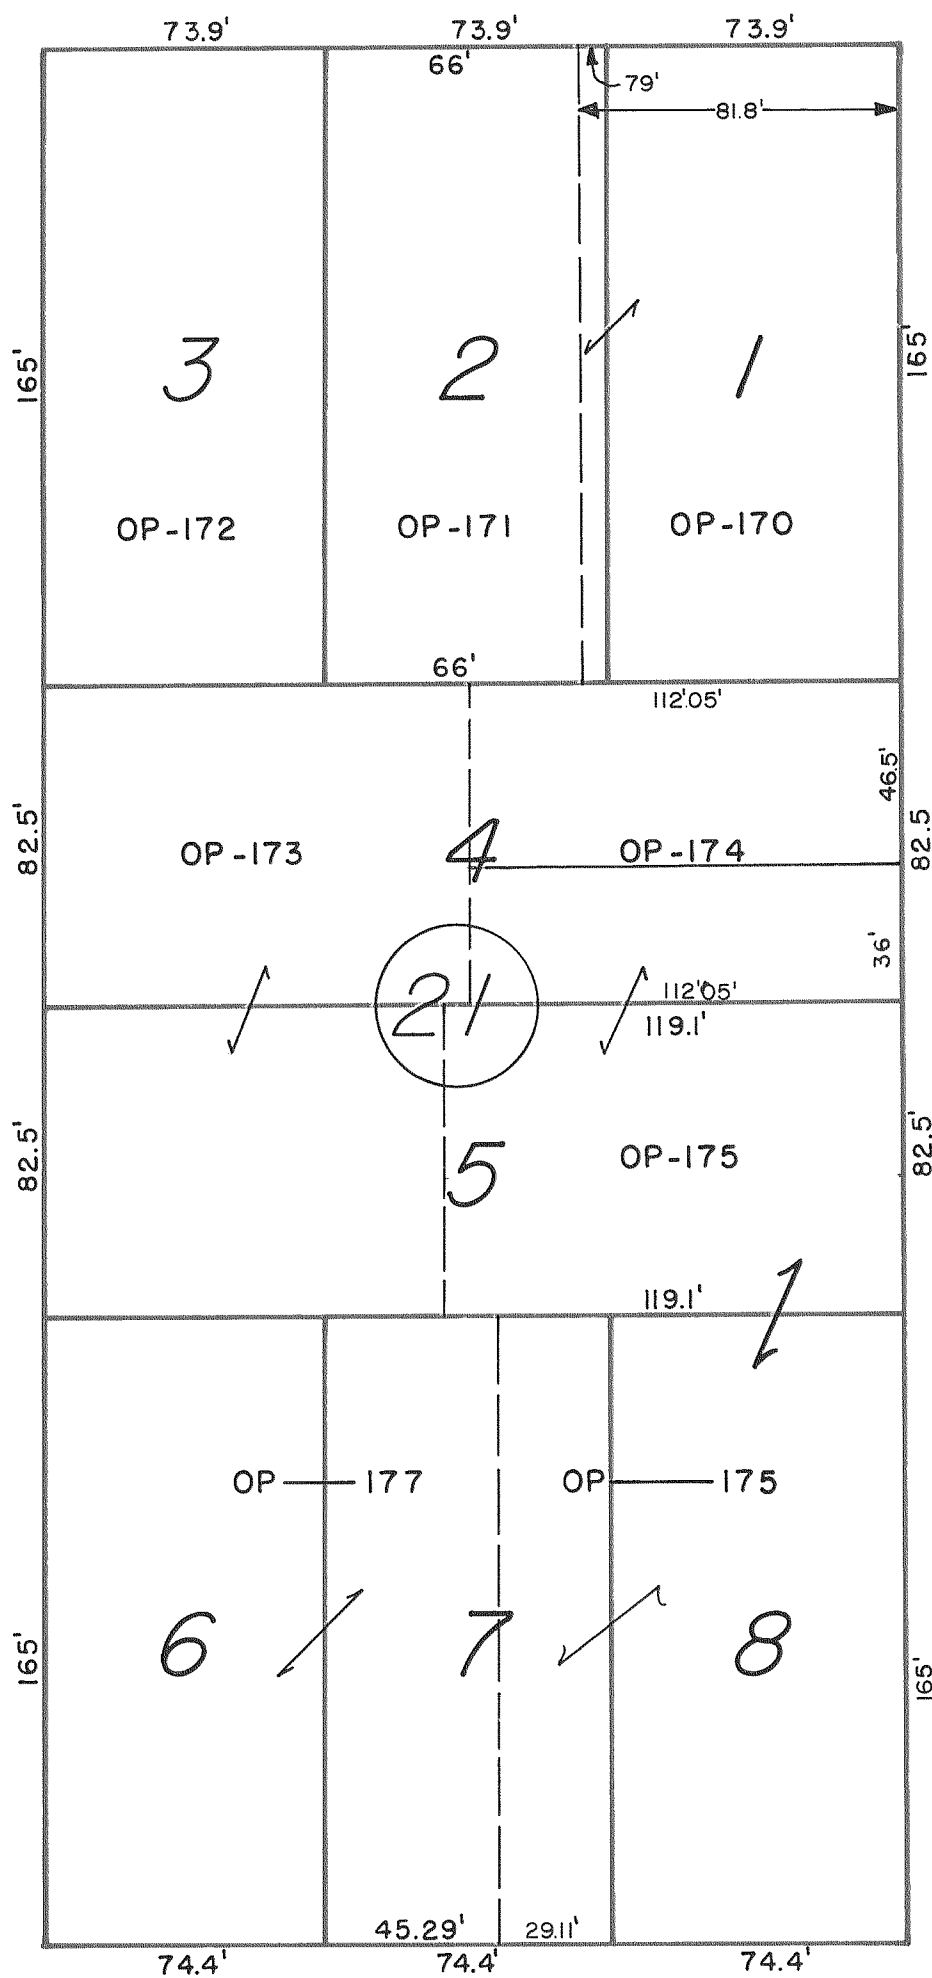 73.9' 73.9' 73.9'
66'
79'
81.8'
165' 3 2 1 165'
OP-172 OP-171 OP-170
66'
112'05'
46.5'
82.5' OP-173 4 OP-174 82.5
36'
21 112'05'
119.1'
82.5' 5 OP-175 82.5'
119.1'
OP 177 OP 175
165' 6 7 8 165'
45.29' 29.11'
74.4' 74.4' 74.4'